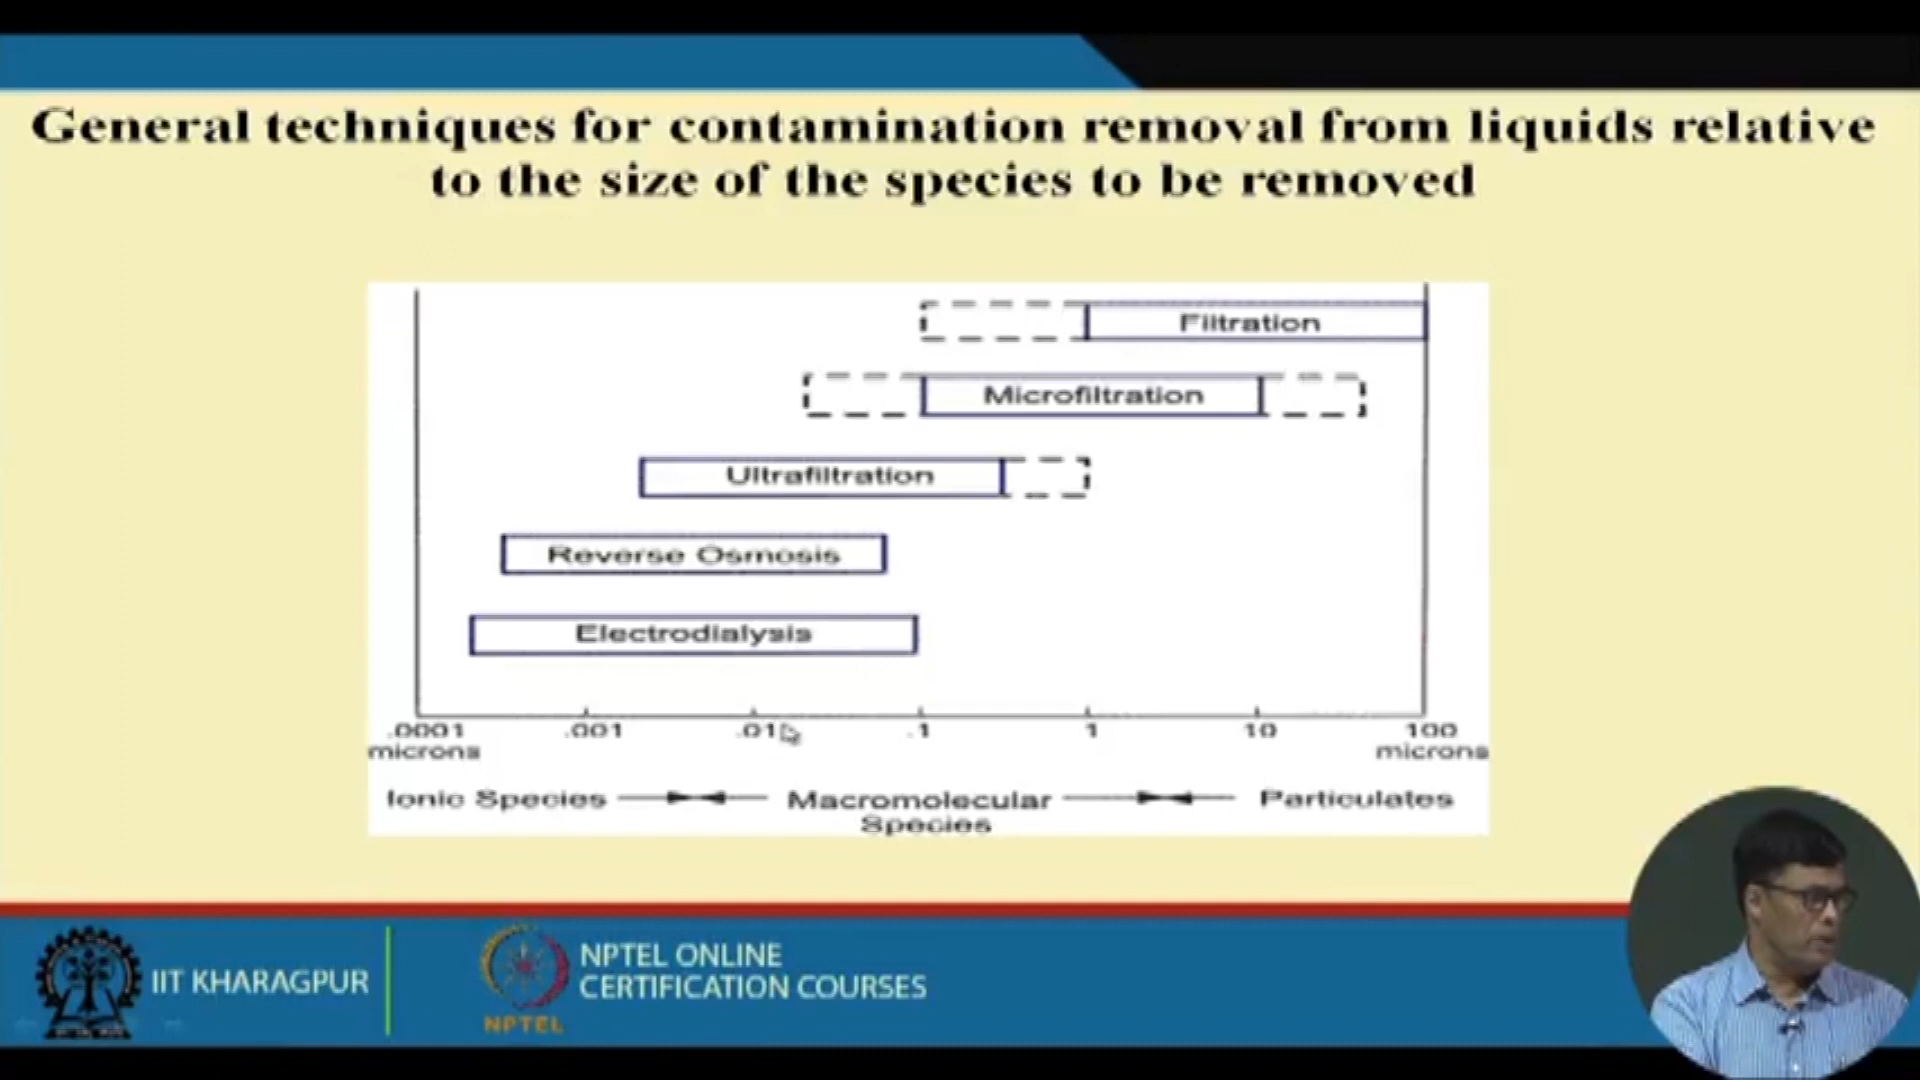 General techniques for contamination removal from liquids relative
to the size of the species to be removed
Filtration
Microfiltration
Ultrafiltration
Reverse Osmosis
Electrodialysis
.0001 .001 .01 .1 1 10 100
microns microns
Ionic Species Macromolecular Particulates
Species
IIT KHARAGPUR
NPTEL
NPTEL ONLINE
CERTIFICATION COURSES